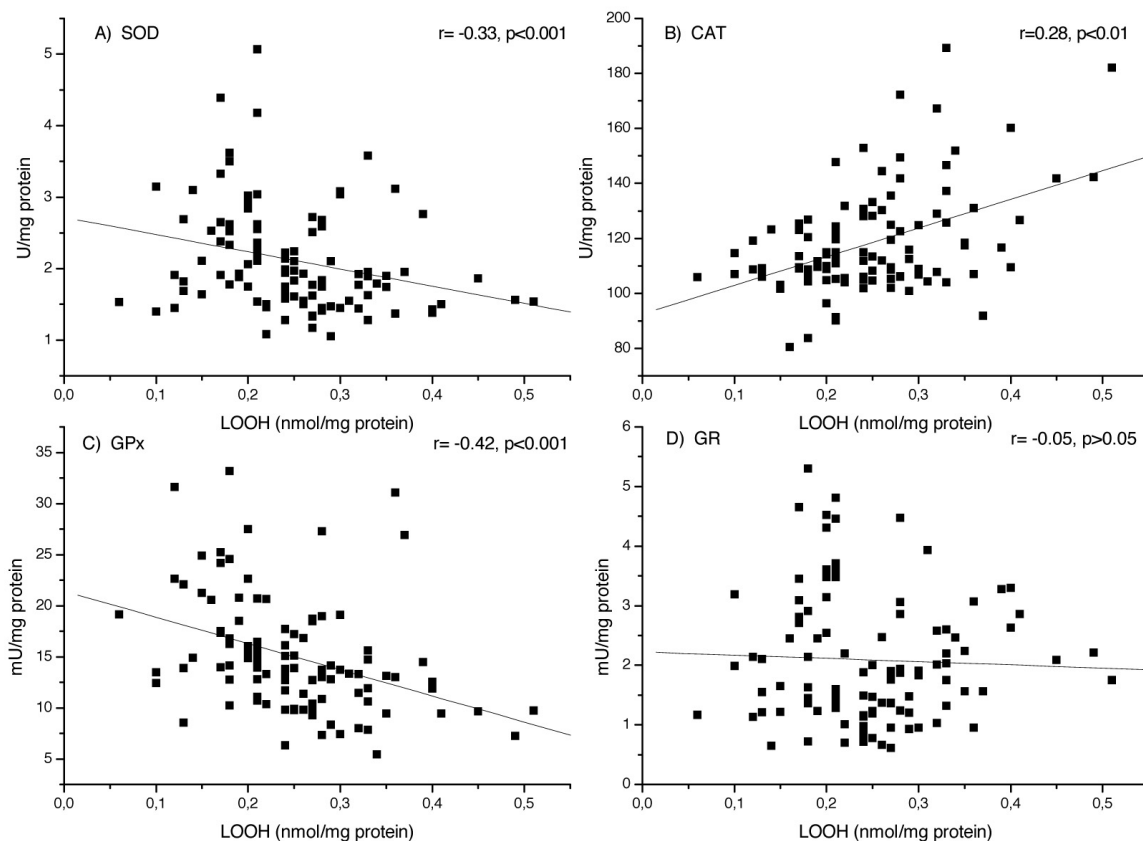 A) SOD
r= -0.33, p<0.001
U/mg protein
5
4
3
2
1
0,0 0,1 0,2 0,3 0,4 0,5
LOOH (nmol/mg protein)
B) CAT
r=0.28, p<0.01
U/mg protein
200
180
160
140
120
100
80
0,0 0,1 0,2 0,3 0,4 0,5
LOOH (nmol/mg protein)
C) GPx
r= -0.42, p<0.001
mU/mg protein
35
30
25
20
15
10
5
0,0 0,1 0,2 0,3 0,4 0,5
LOOH (nmol/mg protein)
D) GR
r= -0.05, p>0.05
mU/mg protein
6
5
4
3
2
1
0
0,0 0,1 0,2 0,3 0,4 0,5
LOOH (nmol/mg protein)